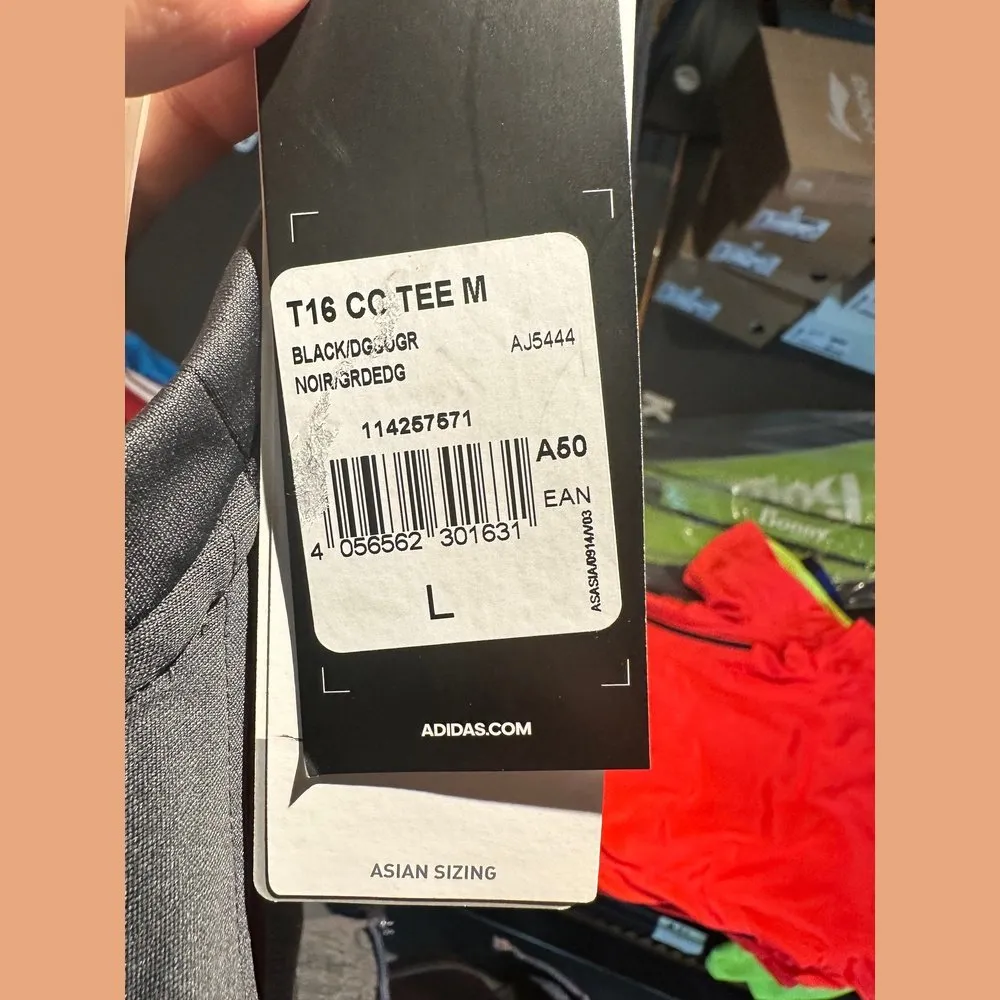 T16 CC TEE M
BLACK/DGSOGR
AJ5444
NOIR/GRDEDG
114257571
A50
EAN
4 056562 301631
ASASIA/0914/V03
L
ADIDAS.COM
ASIAN SIZING
Bonny